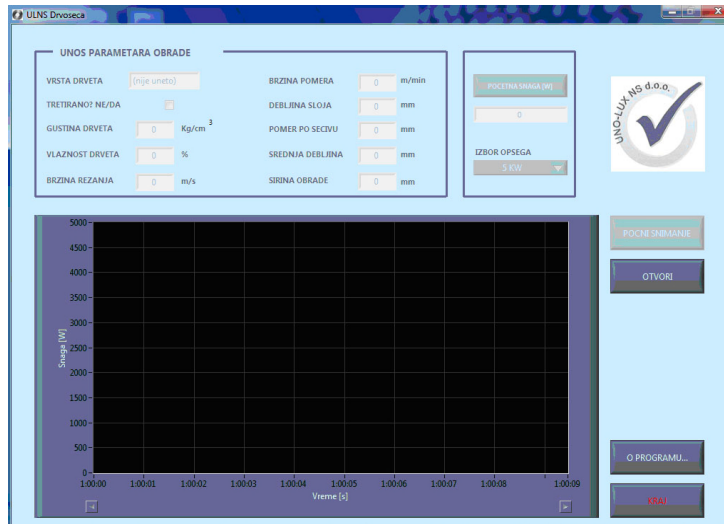 ULNS Drvoseca
UNOS PARAMETARA OBRADE
VRSTA DRVETA (nije uneto)
TRETIRANO? NE/DA
GUSTINA DRVETA 0 Kg/cm 3
VLAZNOST DRVETA 0 %
BRZINA REZANJA 0 m/s
BRZINA POMERA 0 m/min
DEBLJINA SLOJA 0 mm
POMER PO SECIVU 0 mm
SREDNJA DEBLJINA 0 mm
SIRINA OBRADE 0 mm
POCETNA SNAGA [W]
0
IZBOR OPSEGA
5 KW
UNO-LUX NS d.o.o.
POCNI SNIMANJE
OTVORI
O PROGRAMU...
KRAJ
Snaga [W]
5000
4500
4000
3500
3000
2500
2000
1500
1000
500
0
1:00:00 1:00:01 1:00:02 1:00:03 1:00:04 1:00:05 1:00:06 1:00:07 1:00:08 1:00:09
Vreme [s]